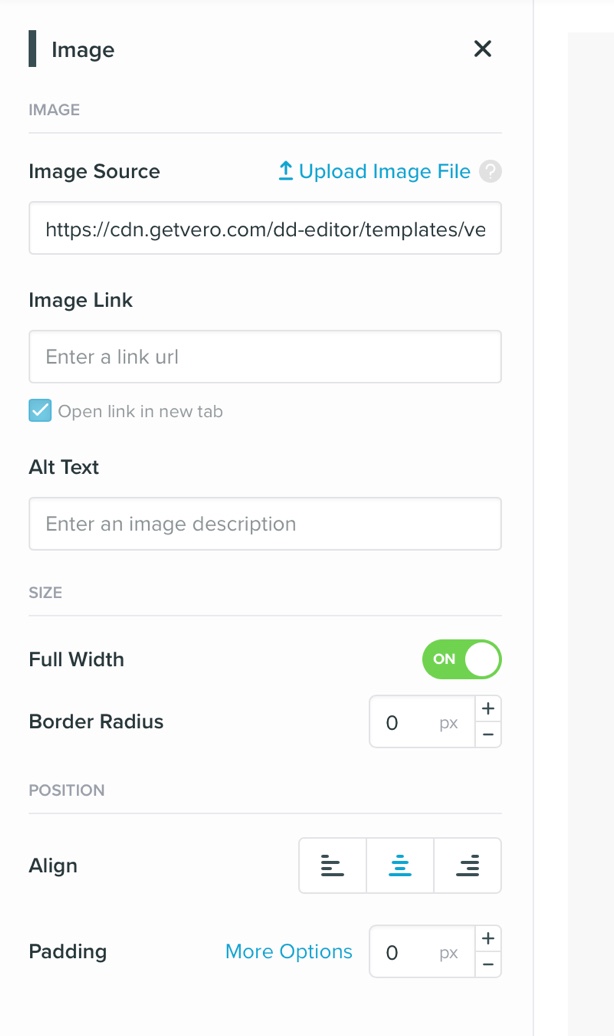 Image
IMAGE
Image Source Upload Image File ?
https://cdn.getvero.com/dd-editor/templates/ve
Image Link
Enter a link url
Open link in new tab
Alt Text
Enter an image description
SIZE
Full Width ON
Border Radius 0 px + −
POSITION
Align
Padding More Options 0 px + −